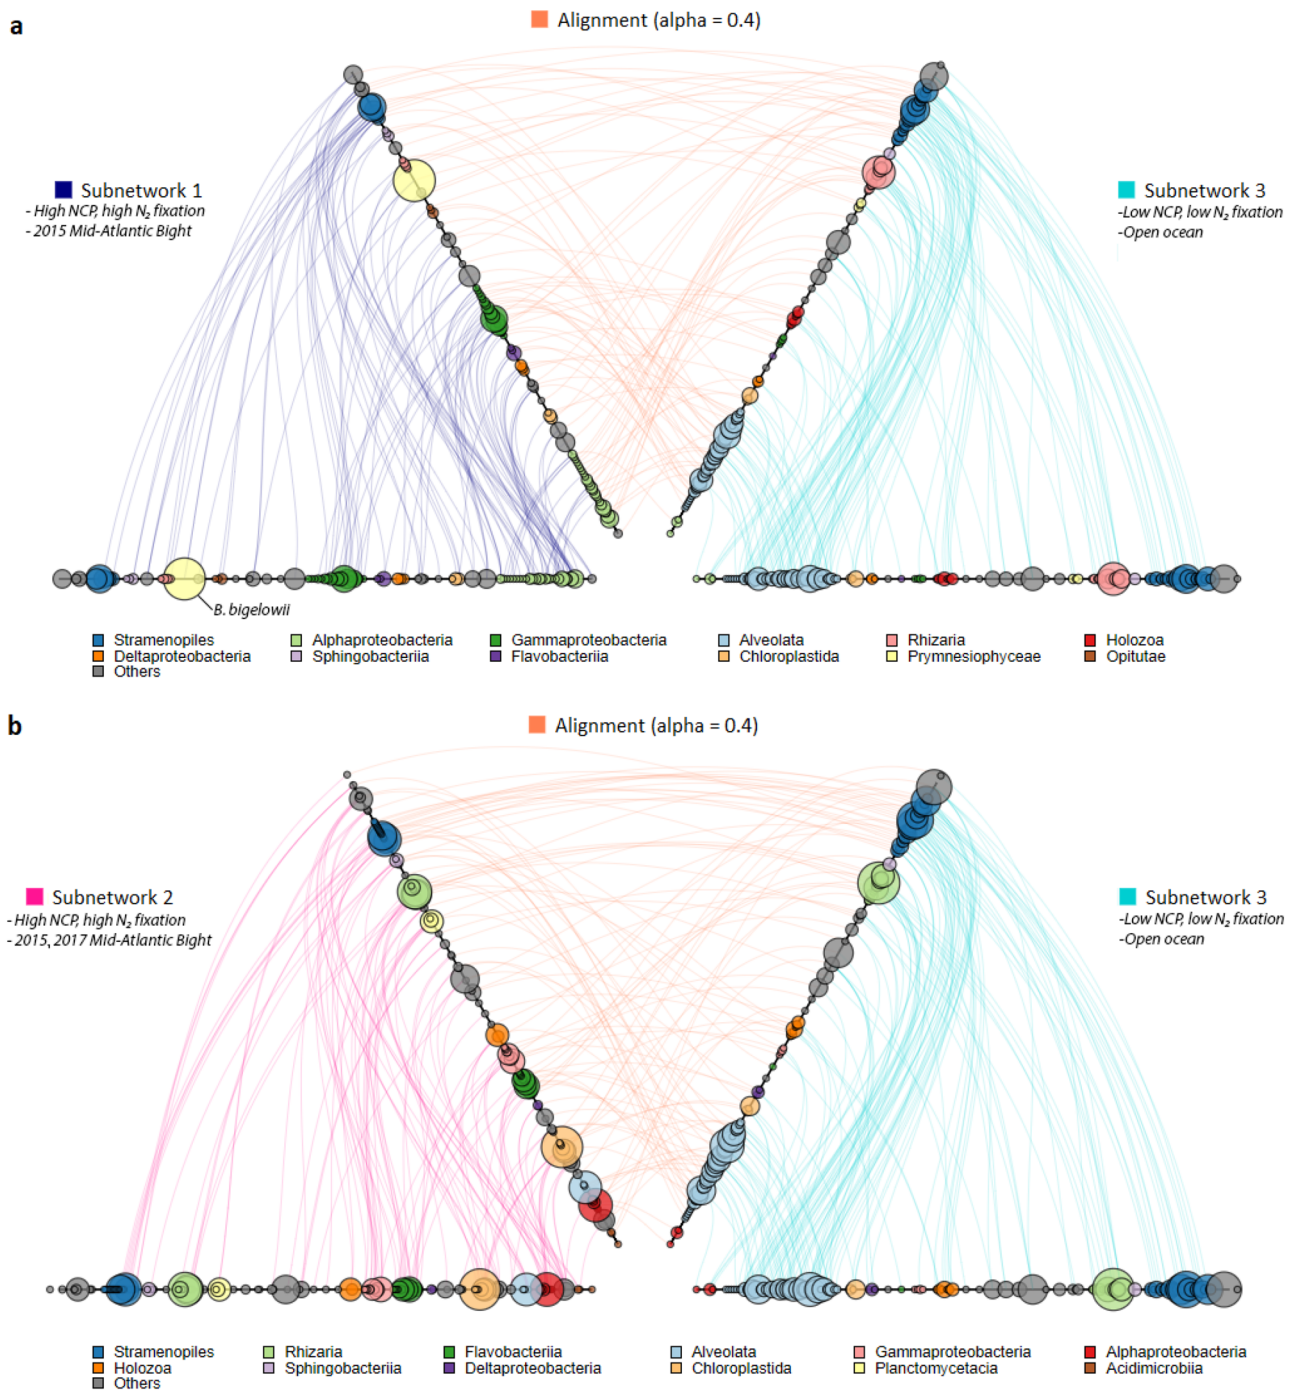 a
Alignment (alpha = 0.4)
Subnetwork 1
- High NCP, high N₂ fixation
- 2015 Mid-Atlantic Bight
Subnetwork 3
-Low NCP, low N₂ fixation
-Open ocean
B. bigelowii
Stramenopiles Alphaproteobacteria Gammaproteobacteria Alveolata Rhizaria Holozoa
Deltaproteobacteria Sphingobacteriia Flavobacteriia Chloroplastida Prymnesiophyceae Opitutae
Others
b
Alignment (alpha = 0.4)
Subnetwork 2
- High NCP, high N₂ fixation
- 2015, 2017 Mid-Atlantic Bight
Subnetwork 3
-Low NCP, low N₂ fixation
-Open ocean
Stramenopiles Rhizaria Flavobacteriia Alveolata Gammaproteobacteria Alphaproteobacteria
Holozoa Sphingobacteriia Deltaproteobacteria Chloroplastida Planctomycetacia Acidimicrobiia
Others